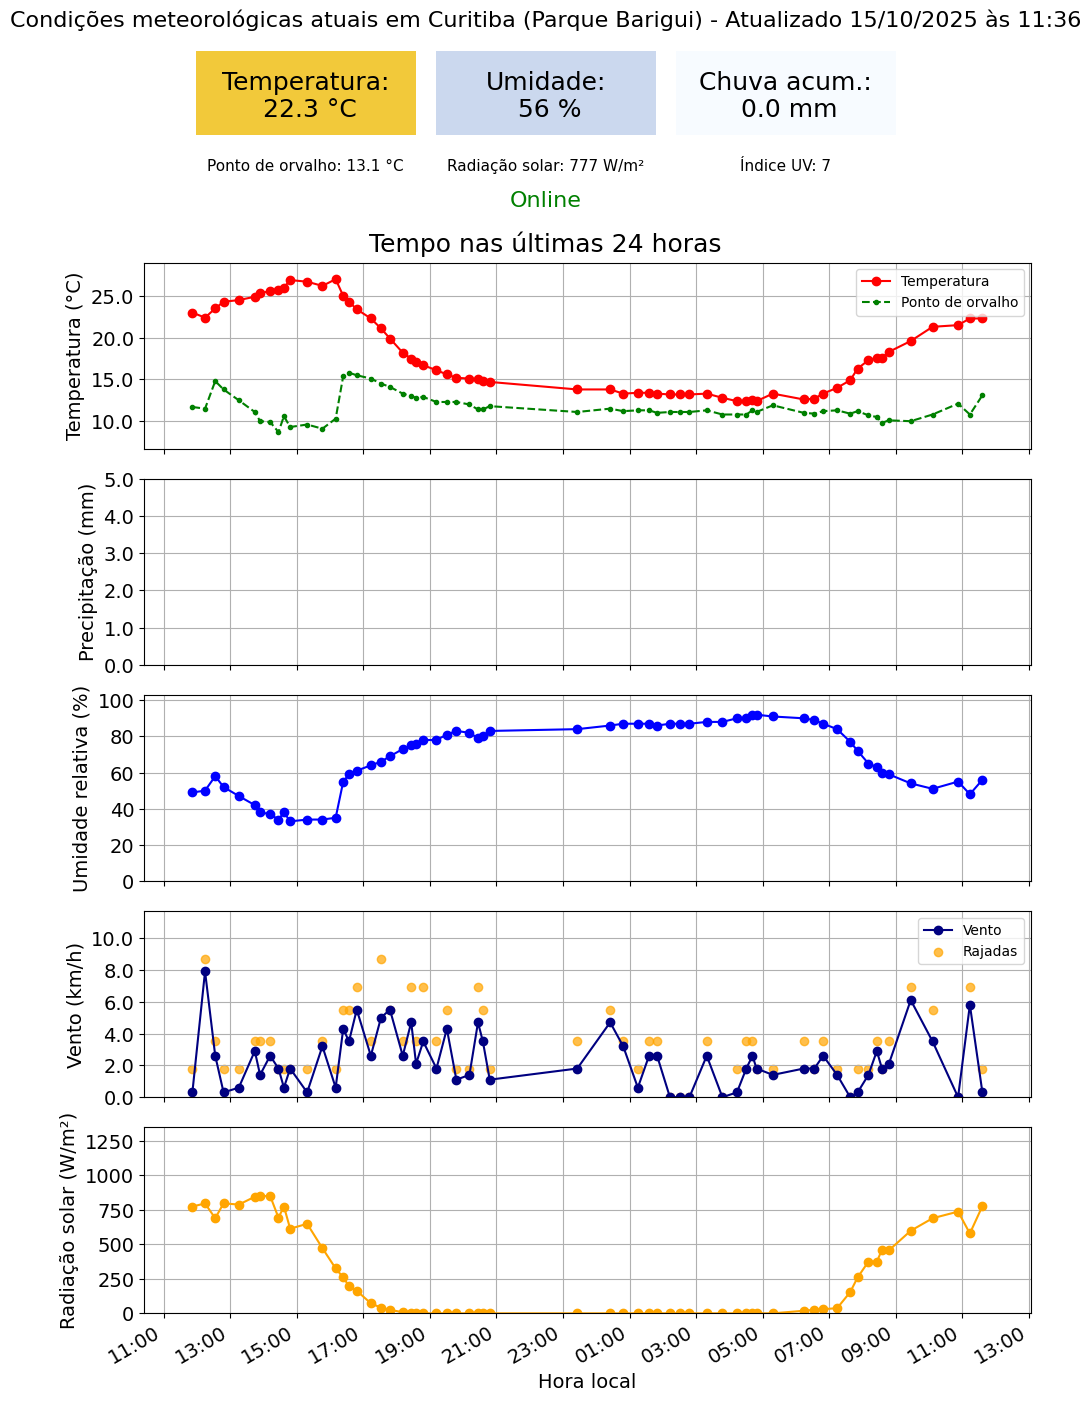 Condições meteorológicas atuais em Curitiba (Parque Barigui) - Atualizado 15/10/2025 às 11:36
Temperatura:
22.3 °C
Umidade:
56 %
Chuva acum.:
0.0 mm
Ponto de orvalho: 13.1 °C
Radiação solar: 777 W/m²
Índice UV: 7
Online
Tempo nas últimas 24 horas
Temperatura (°C)
25.0
20.0
15.0
10.0
Temperatura
Ponto de orvalho
Precipitação (mm)
5.0
4.0
3.0
2.0
1.0
0.0
Umidade relativa (%)
100
80
60
40
20
0
Vento (km/h)
10.0
8.0
6.0
4.0
2.0
0.0
Vento
Rajadas
Radiação solar (W/m²)
1250
1000
750
500
250
0
11:00
13:00
15:00
17:00
19:00
21:00
23:00
01:00
03:00
05:00
07:00
09:00
11:00
13:00
Hora local